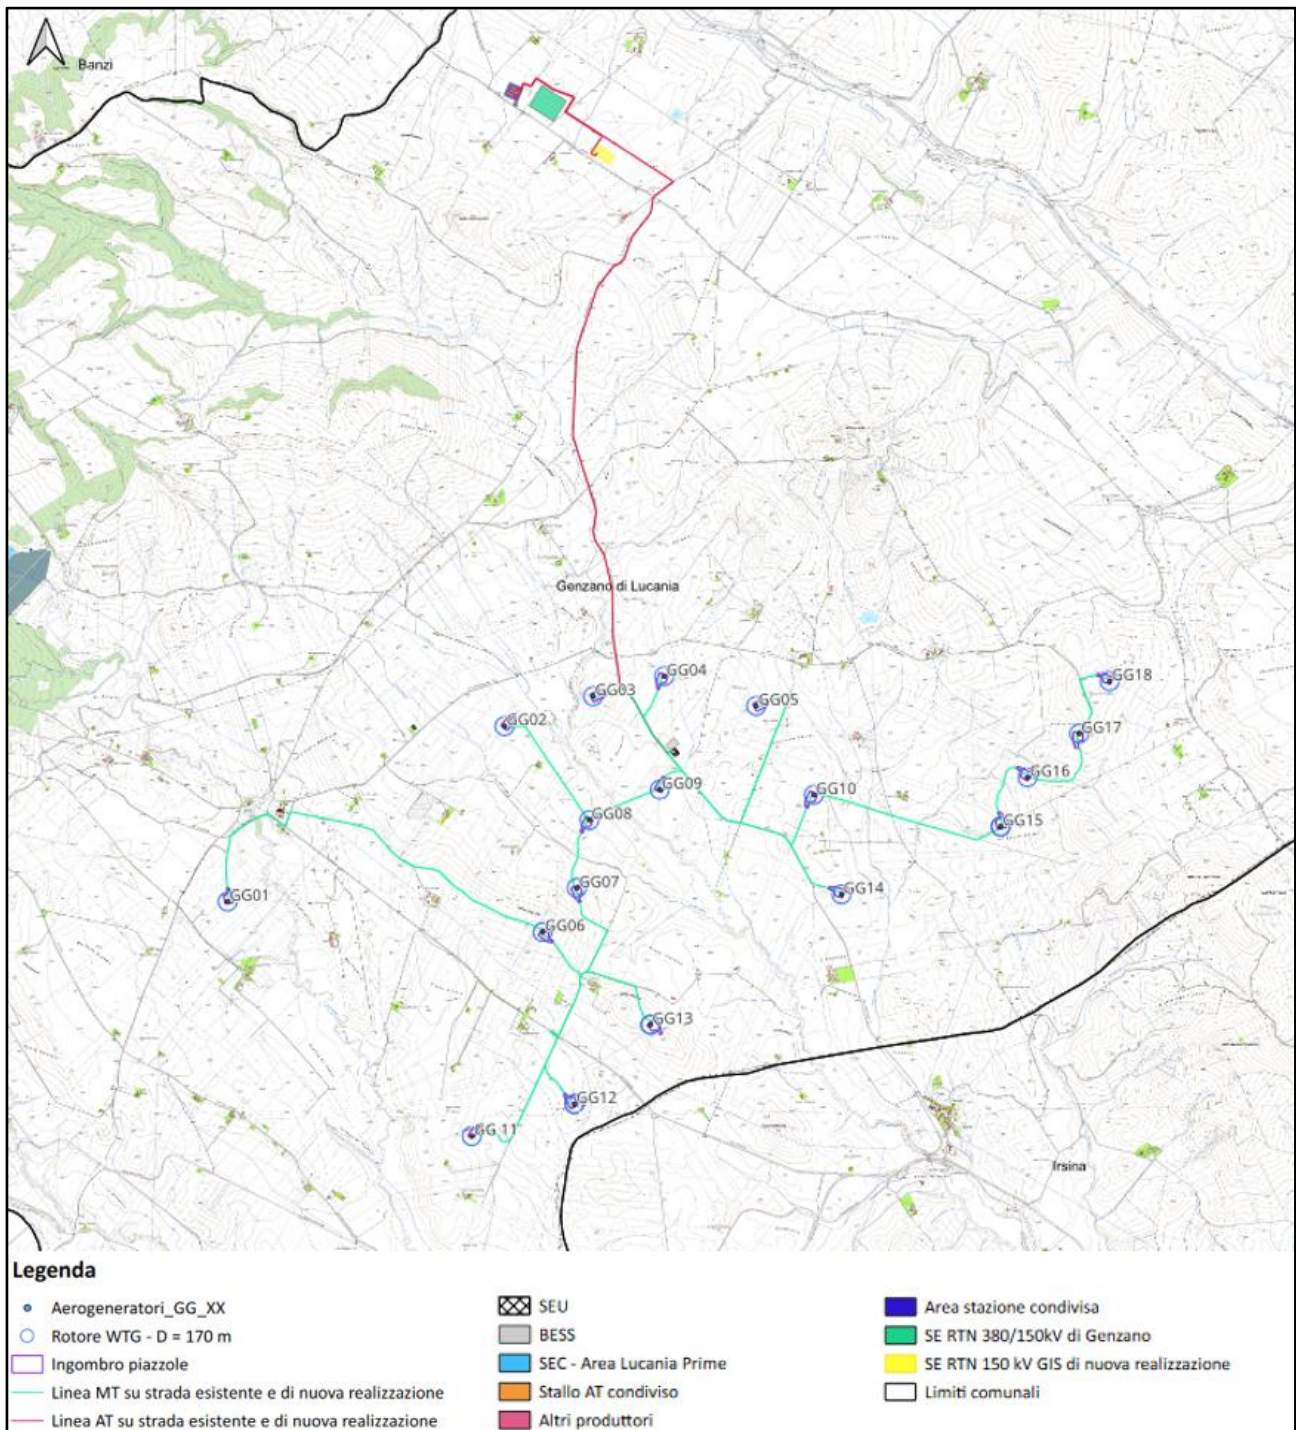 Banzi
Genzano di Lucania
GG04
GG03
GG18
GG05
GG02
GG17
GG16
GG09
GG10
GG08
GG15
GG07
GG14
GG01
GG06
GG13
GG12
GG 11
Irsina
Legenda
Aerogeneratori_GG_XX
Rotore WTG - D = 170 m
Ingombro piazzole
Linea MT su strada esistente e di nuova realizzazione
Linea AT su strada esistente e di nuova realizzazione
SEU
BESS
SEC - Area Lucania Prime
Stallo AT condiviso
Altri produttori
Area stazione condivisa
SE RTN 380/150kV di Genzano
SE RTN 150 kV GIS di nuova realizzazione
Limiti comunali